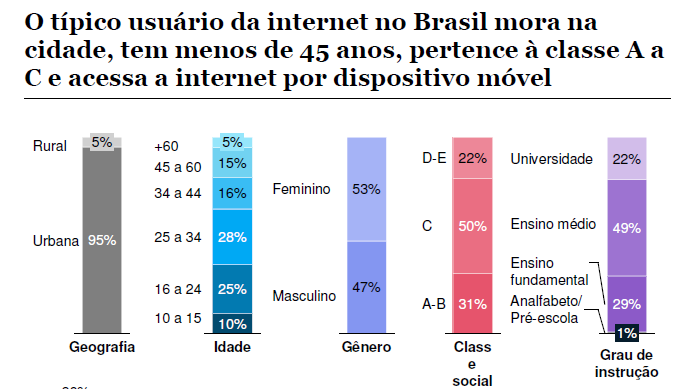 O típico usuário da internet no Brasil mora na
cidade, tem menos de 45 anos, pertence à classe A a
C e acessa a internet por dispositivo móvel
Rural
5%
Urbana
95%
Geografia
+60
5%
45 a 60
15%
34 a 44
16%
25 a 34
28%
16 a 24
25%
10 a 15
10%
Idade
Feminino
53%
Masculino
47%
Gênero
D-E
22%
C
50%
A-B
31%
Class
e
social
Universidade
22%
Ensino médio
49%
Ensino
fundamental
29%
Analfabeto/
Pré-escola
1%
Grau de
instrução